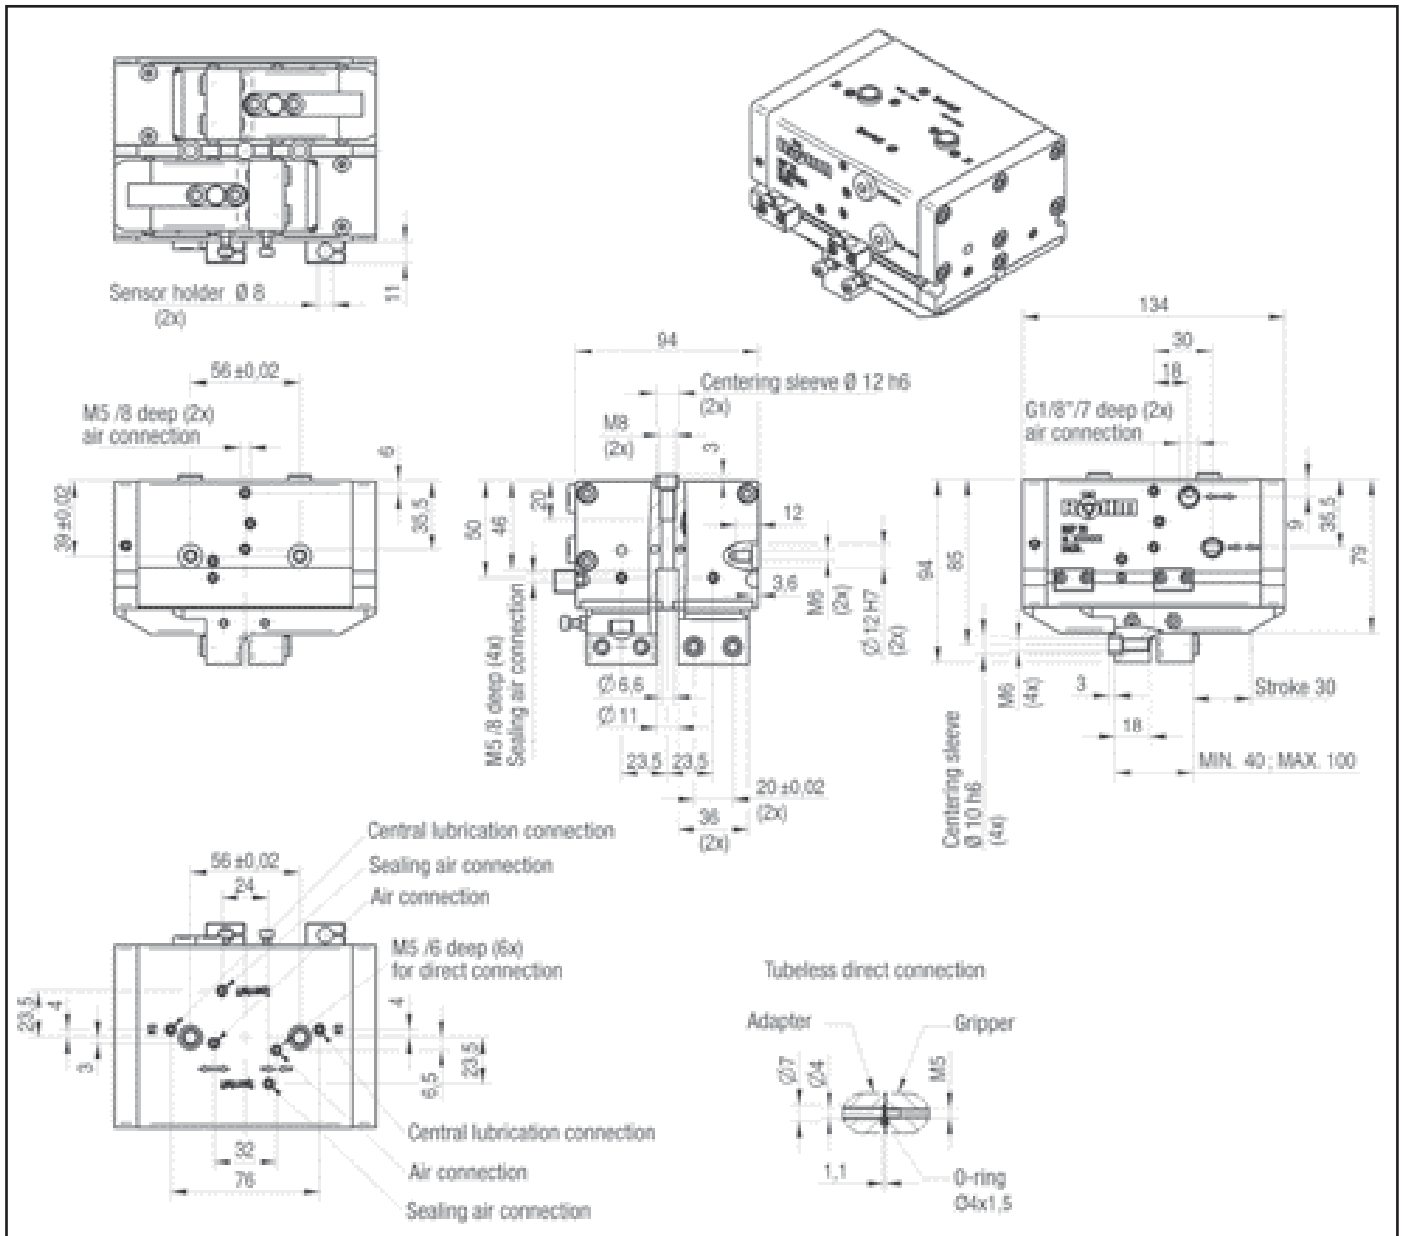 Sensor holder Ø 8
(2x)
11
134
30
18
G1/8"/7 deep (2x)
air connection
94
Centering sleeve Ø 12 h6
(2x)
M8
(2x)
3
56 ±0,02
M5 /8 deep (2x)
air connection
6
39 ±0,02
35,5
50
46
20
12
3,6
M6
(2x)
Ø 12 H7
(2x)
M5 /8 deep (4x)
Sealing air connection
Ø 6,6
Ø 11
23,5
23,5
20 ±0,02
(2x)
36
(2x)
RÖHM
94
85
9
35,5
79
M6
(4x)
3
18
Stroke 30
MIN. 40 ; MAX. 100
Centering sleeve
Ø 10 h6
(4x)
Central lubrication connection
Sealing air connection
Air connection
56 ±0,02
24
M5 /6 deep (6x)
for direct connection
23,5
4
3
4
6,5
23,5
32
76
Central lubrication connection
Air connection
Sealing air connection
Tubeless direct connection
Adapter
Gripper
Ø7
Ø4
M5
1,1
O-ring
Ø4x1,5